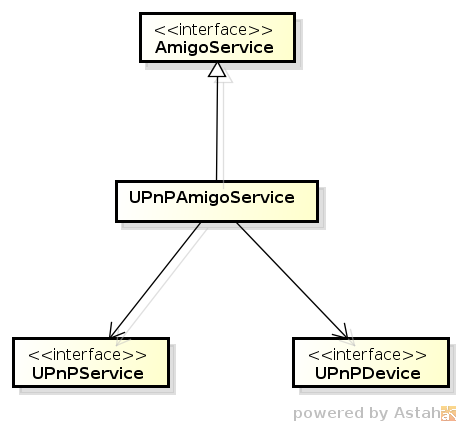 <<interface>>
AmigoService
UPnPAmigoService
<<interface>>
UPnPService
<<interface>>
UPnPDevice
powered by Astah